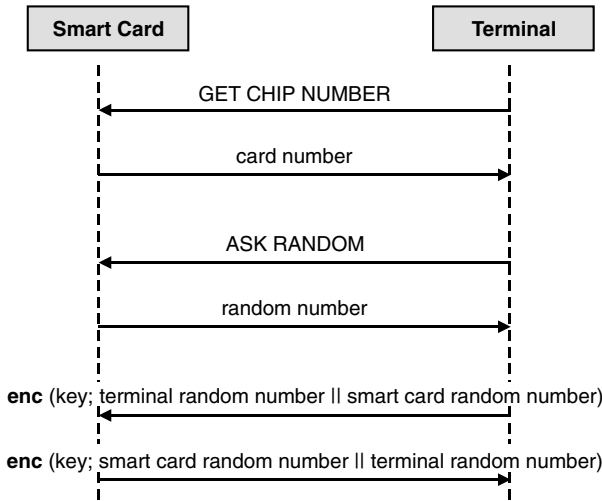 Smart Card
Terminal
GET CHIP NUMBER
card number
ASK RANDOM
random number
enc (key; terminal random number || smart card random number)
enc (key; smart card random number || terminal random number)